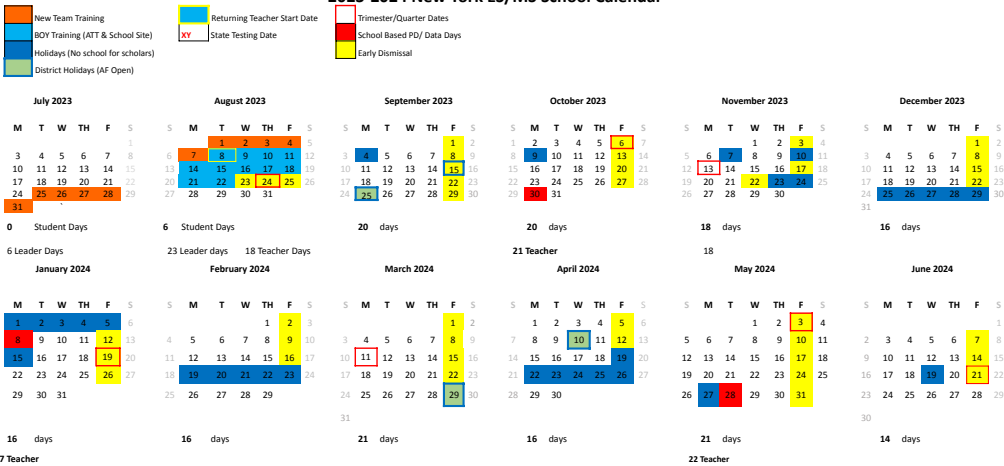 2023-2024 New York ES/MS School Calendar
New Team Training Returning Teacher Start Date Trimester/Quarter Dates
BOY Training (ATT & School Site) XY State Testing Date School Based PD/ Data Days
Holidays (No school for scholars) Early Dismissal
District Holidays (AF Open)
July 2023 August 2023 September 2023 October 2023 November 2023 December 2023
M T W TH F S S M T W TH F S S M T W TH F S S M T W TH F S S M T W TH F S S M T W TH F S
1 1 2 3 4 5 1 2 1 2 3 4 5 6 7 1 2 3 4 1 2
3 4 5 6 7 8 6 7 8 9 10 11 12 3 4 5 6 7 8 9 8 9 10 11 12 13 14 5 6 7 8 9 10 11 3 4 5 6 7 8 9
10 11 12 13 14 15 13 14 15 16 17 18 19 10 11 12 13 14 15 16 15 16 17 18 19 20 21 12 13 14 15 16 17 18 10 11 12 13 14 15 16
17 18 19 20 21 22 20 21 22 23 24 25 26 17 18 19 20 21 22 23 22 23 24 25 26 27 28 19 20 21 22 23 24 25 17 18 19 20 21 22 23
24 25 26 27 28 29 27 28 29 30 31 24 25 26 27 28 29 30 29 30 31 26 27 28 29 30 24 25 26 27 28 29 30
31 31
0 Student Days 6 Student Days 20 days 20 days 18 days 16 days
6 Leader Days 23 Leader days 18 Teacher Days 21 Teacher 18
January 2024 February 2024 March 2024 April 2024 May 2024 June 2024
M T W TH F S S M T W TH F S S M T W TH F S S M T W TH F S S M T W TH F S S M T W TH F S
1 2 3 4 5 6 1 2 3 1 2 1 2 3 4 5 6 1 2 3 4 1
8 9 10 11 12 13 4 5 6 7 8 9 10 3 4 5 6 7 8 9 7 8 9 10 11 12 13 5 6 7 8 9 10 11 2 3 4 5 6 7 8
15 16 17 18 19 20 11 12 13 14 15 16 17 10 11 12 13 14 15 16 14 15 16 17 18 19 20 12 13 14 15 16 17 18 9 10 11 12 13 14 15
22 23 24 25 26 27 18 19 20 21 22 23 24 17 18 19 20 21 22 23 21 22 23 24 25 26 27 19 20 21 22 23 24 25 16 17 18 19 20 21 22
29 30 31 25 26 27 28 29 24 25 26 27 28 29 30 28 29 30 26 27 28 29 30 31 23 24 25 26 27 28 29
31 30
16 days 16 days 21 days 16 days 21 days 14 days
7 Teacher 22 Teacher